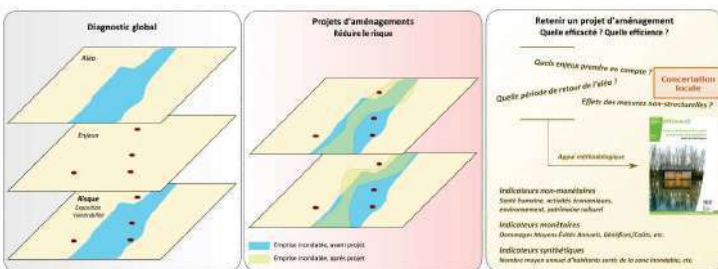 Diagnostic global
Aléa
Enjeux
Risque
Exposition
Vulnérabilité
Projets d'aménagements
Réduire le risque
Emprise inondable, avant projet
Emprise inondable, après projet
Retenir un projet d'aménagement
Quelle efficacité ? Quelle efficience ?
Quels enjeux prendre en compte ?
Concertation
locale
Quelle période de retour de l'aléa ?
Effets des mesures non-structurelles ?
Appui méthodologique
Indicateurs non-monétaires
Santé humaine, activités économiques,
environnement, patrimoine culturel
Indicateurs monétaires
Dommages Moyens Évités Annuels, Bénéfices/Coûts, etc.
Indicateurs synthétiques
Nombre moyen annuel d'habitants sortis de la zone inondable, etc.